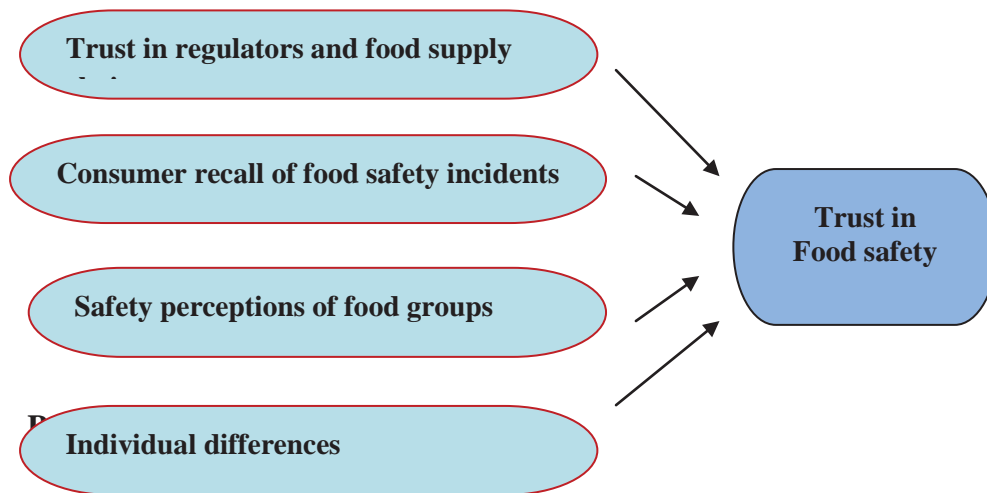 Trust in regulators and food supply
Consumer recall of food safety incidents
Trust in
Food safety
Safety perceptions of food groups
Individual differences